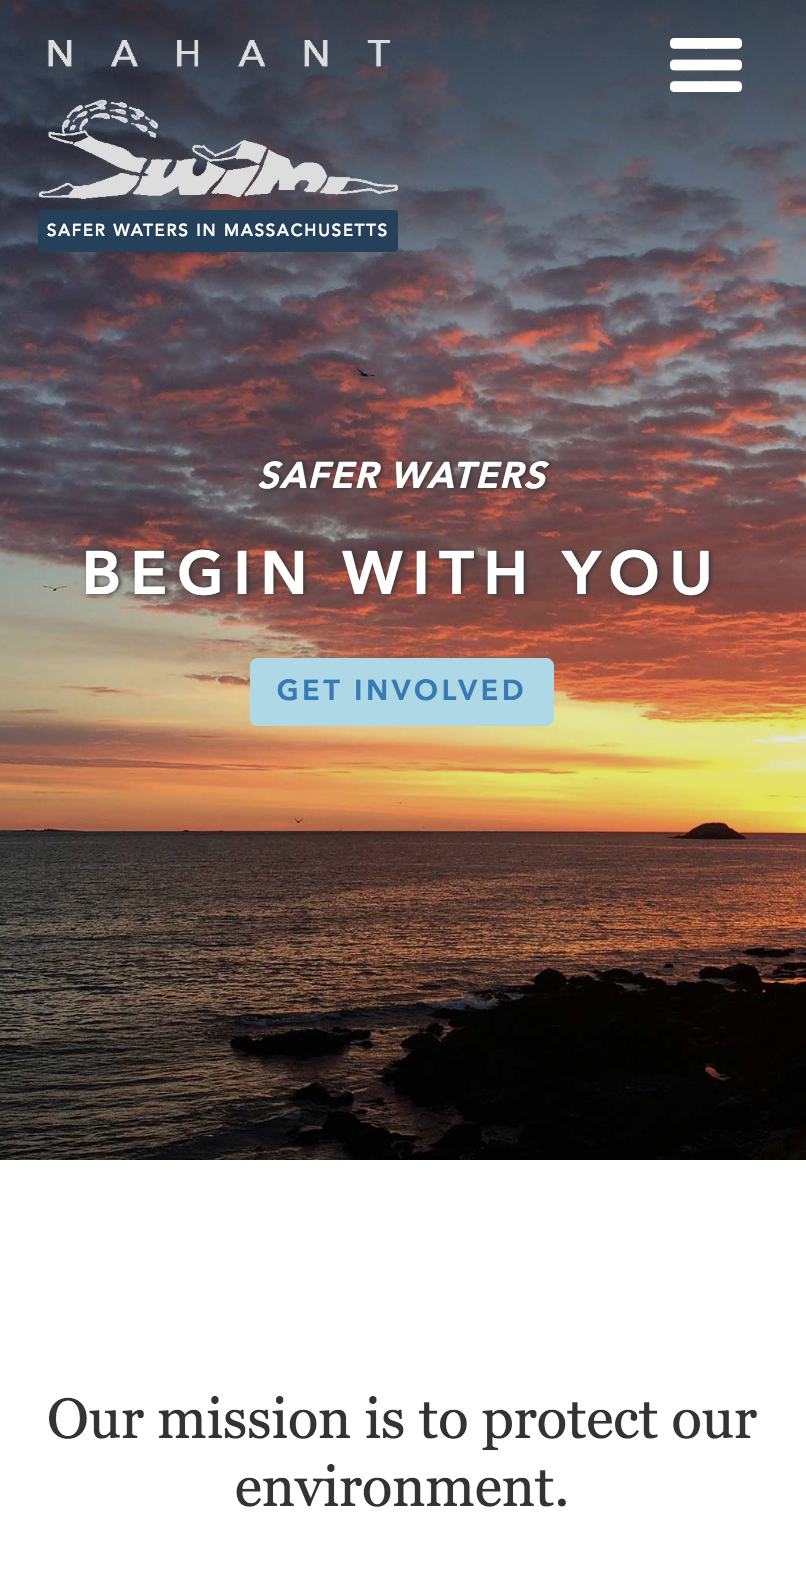 NAHANT
Swim
SAFER WATERS IN MASSACHUSETTS
SAFER WATERS
BEGIN WITH YOU
GET INVOLVED
Our mission is to protect our
environment.